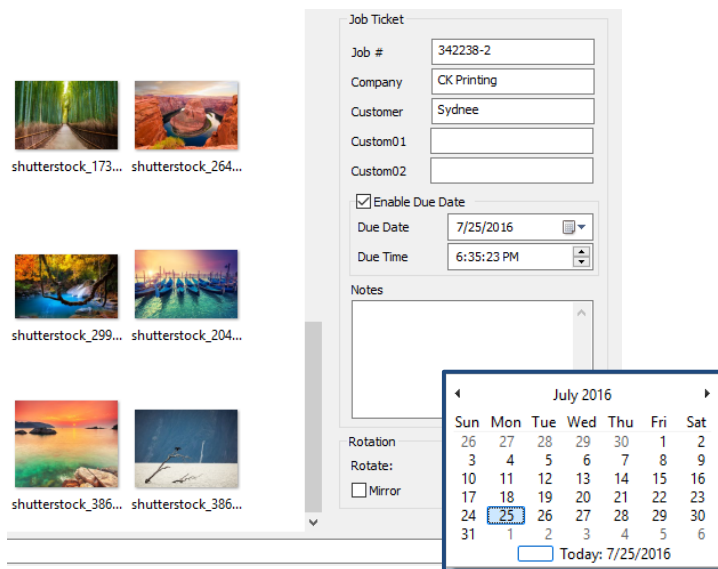 shutterstock_173... shutterstock_264...
shutterstock_299... shutterstock_204...
shutterstock_386... shutterstock_386...
Job Ticket
Job # 342238-2
Company CK Printing
Customer Sydnee
Custom01
Custom02
Enable Due Date
Due Date 7/25/2016
Due Time 6:35:23 PM
Notes
Rotation
Rotate:
Mirror
July 2016
Sun Mon Tue Wed Thu Fri Sat
26 27 28 29 30 1 2
3 4 5 6 7 8 9
10 11 12 13 14 15 16
17 18 19 20 21 22 23
24 25 26 27 28 29 30
31 1 2 3 4 5 6
Today: 7/25/2016